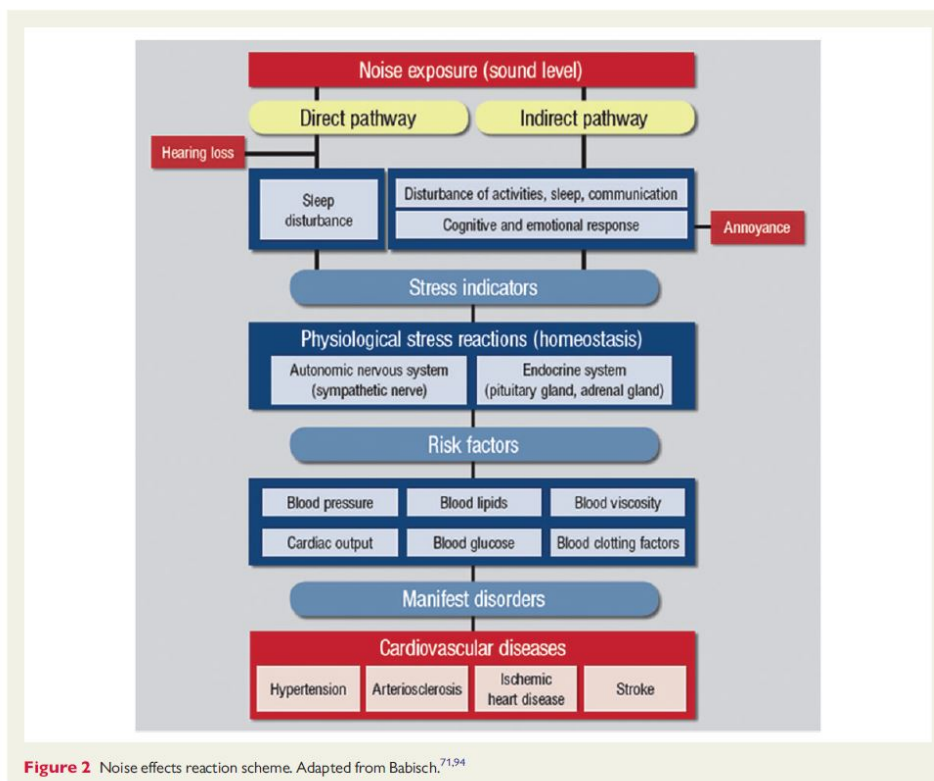 Noise exposure (sound level)
Direct pathway
Indirect pathway
Hearing loss
Sleep
disturbance
Disturbance of activities, sleep, communication
Cognitive and emotional response
Annoyance
Stress indicators
Physiological stress reactions (homeostasis)
Autonomic nervous system
(sympathetic nerve)
Endocrine system
(pituitary gland, adrenal gland)
Risk factors
Blood pressure
Blood lipids
Blood viscosity
Cardiac output
Blood glucose
Blood clotting factors
Manifest disorders
Cardiovascular diseases
Hypertension
Arteriosclerosis
Ischemic
heart disease
Stroke
Figure 2 Noise effects reaction scheme. Adapted from Babisch.71,94